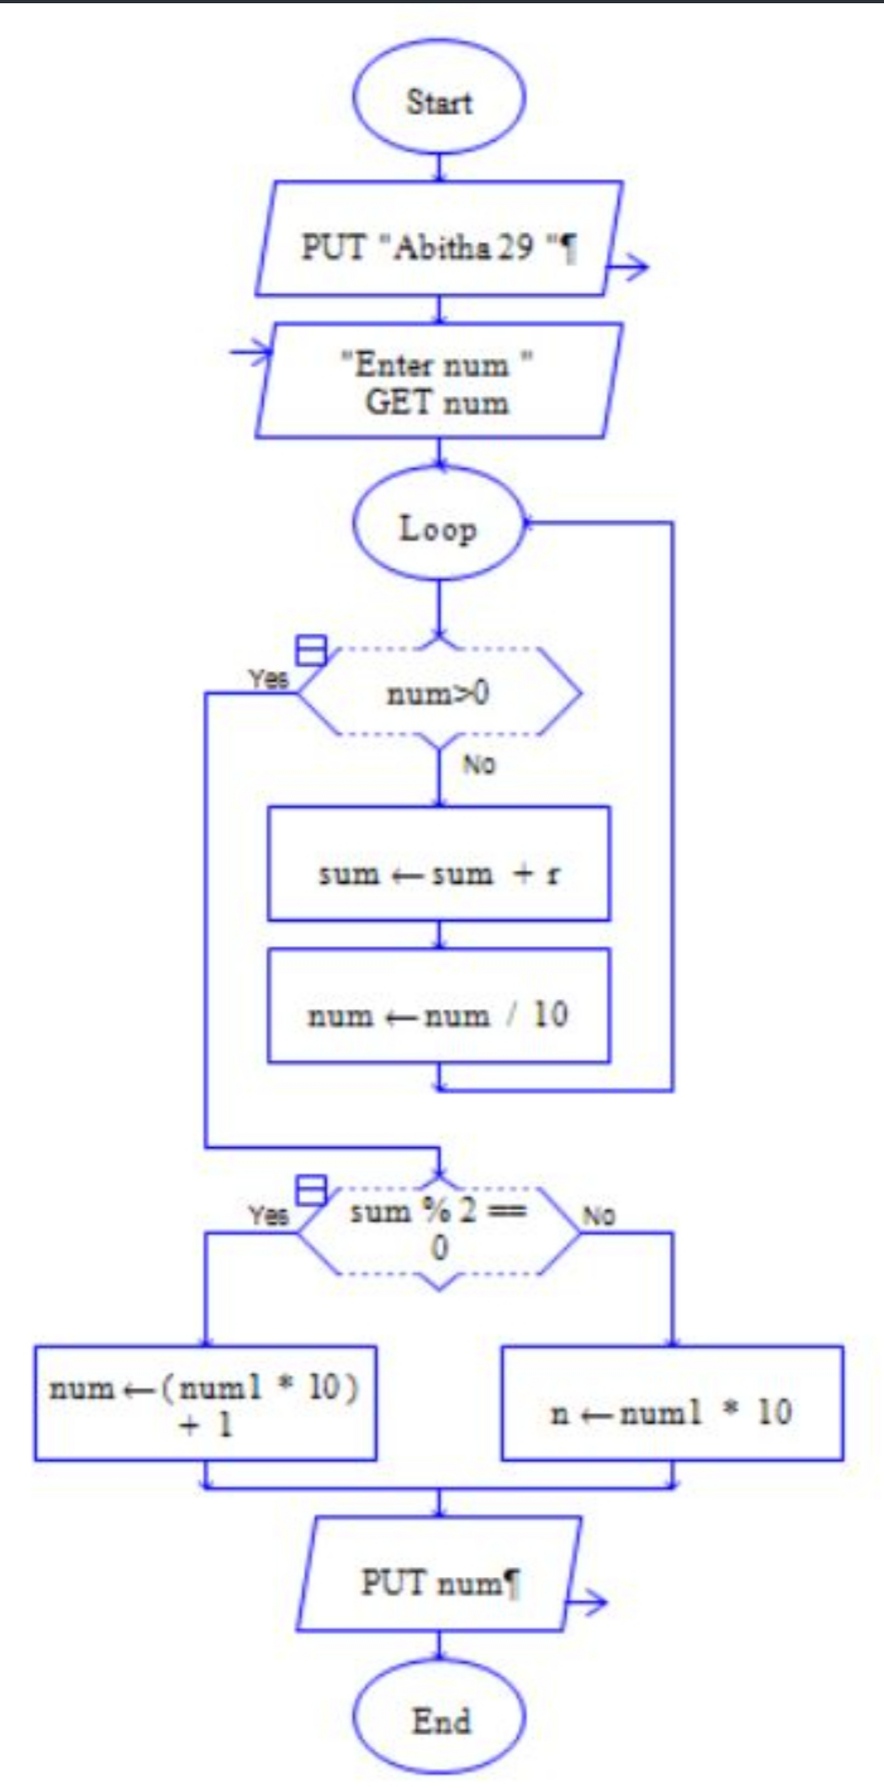 Start
PUT "Abitha 29 "¶
"Enter num "
GET num
Loop
Yes
num>0
No
sum ← sum + r
num ← num / 10
Yes
sum % 2 ==
0
No
num ← (num1 * 10)
+ 1
n ← num1 * 10
PUT num¶
End